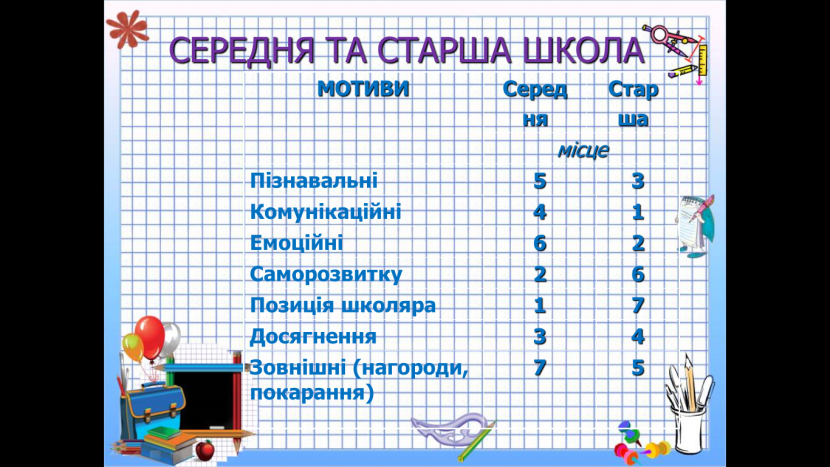 СЕРЕДНЯ ТА СТАРША ШКОЛА
МОТИВИ Серед Стар
ня ша
місце
Пізнавальні 5 3
Комунікаційні 4 1
Емоційні 6 2
Саморозвитку 2 6
Позиція школяра 1 7
Досягнення 3 4
Зовнішні (нагороди, 7 5
покарання)